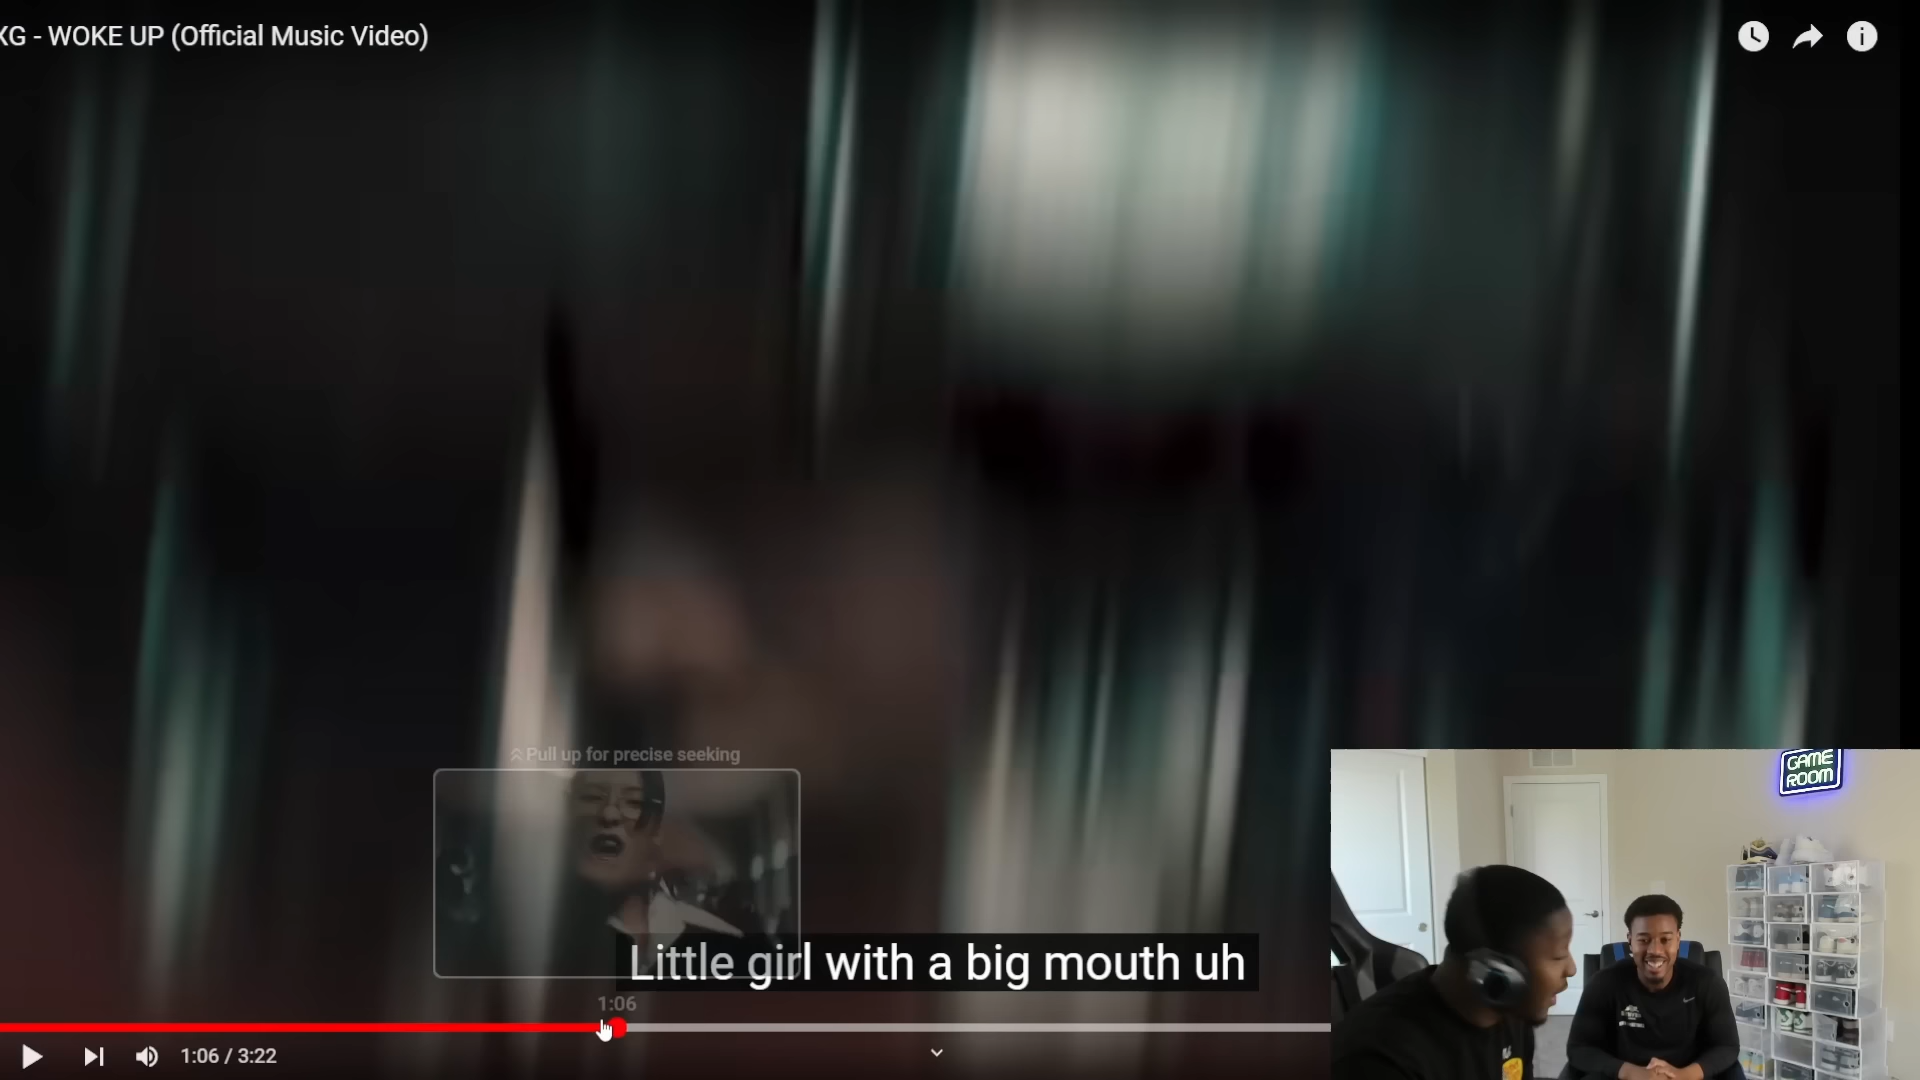 XG - WOKE UP (Official Music Video)
Pull up for precise seeking
Little girl with a big mouth uh
1:06
1:06 / 3:22
GAME
ROOM